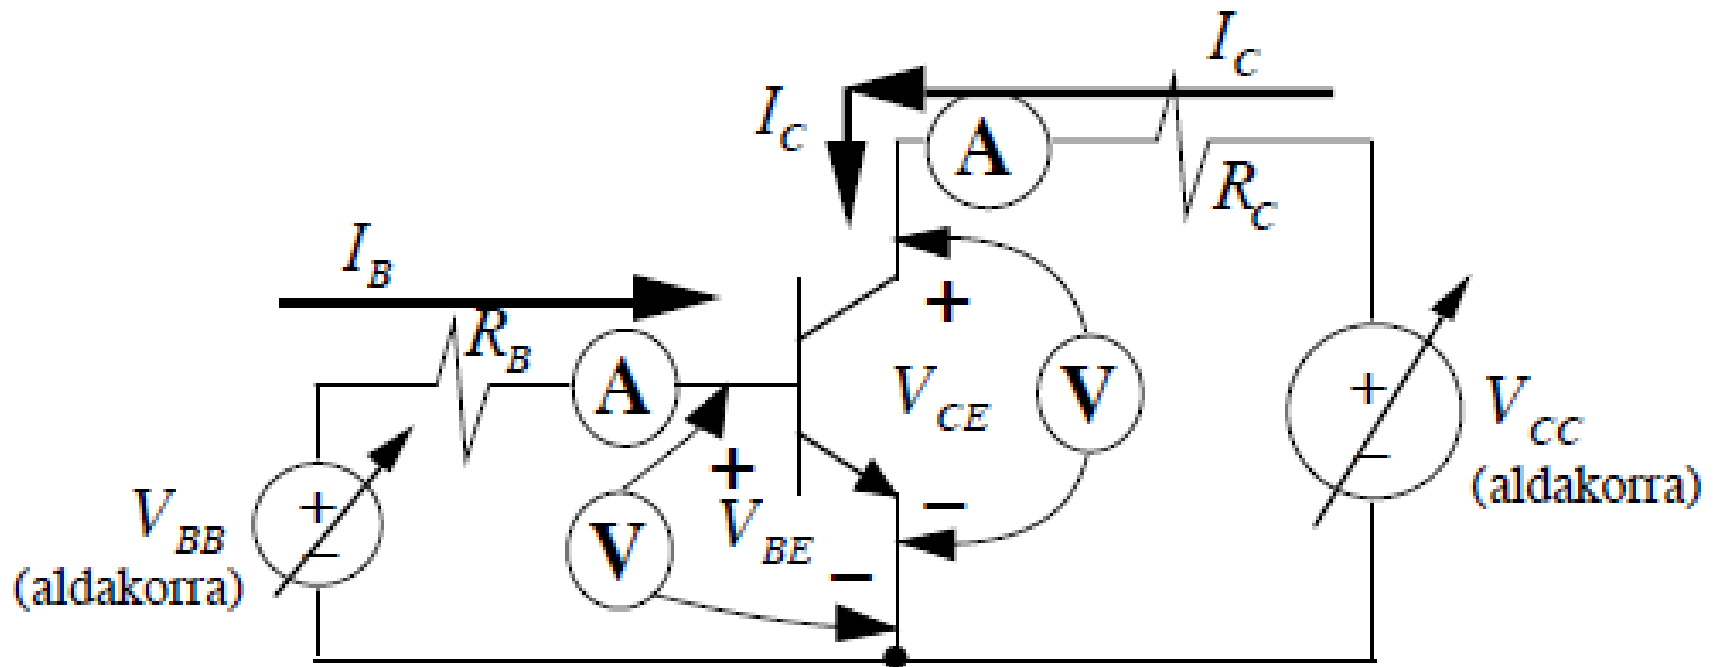 I_C
I_C
A
R_C
I_B
R_B
A
+
V_CE
V
+
−
V_CC
(aldakorra)
+
V_BE
−
−
V
+
−
V_BB
(aldakorra)